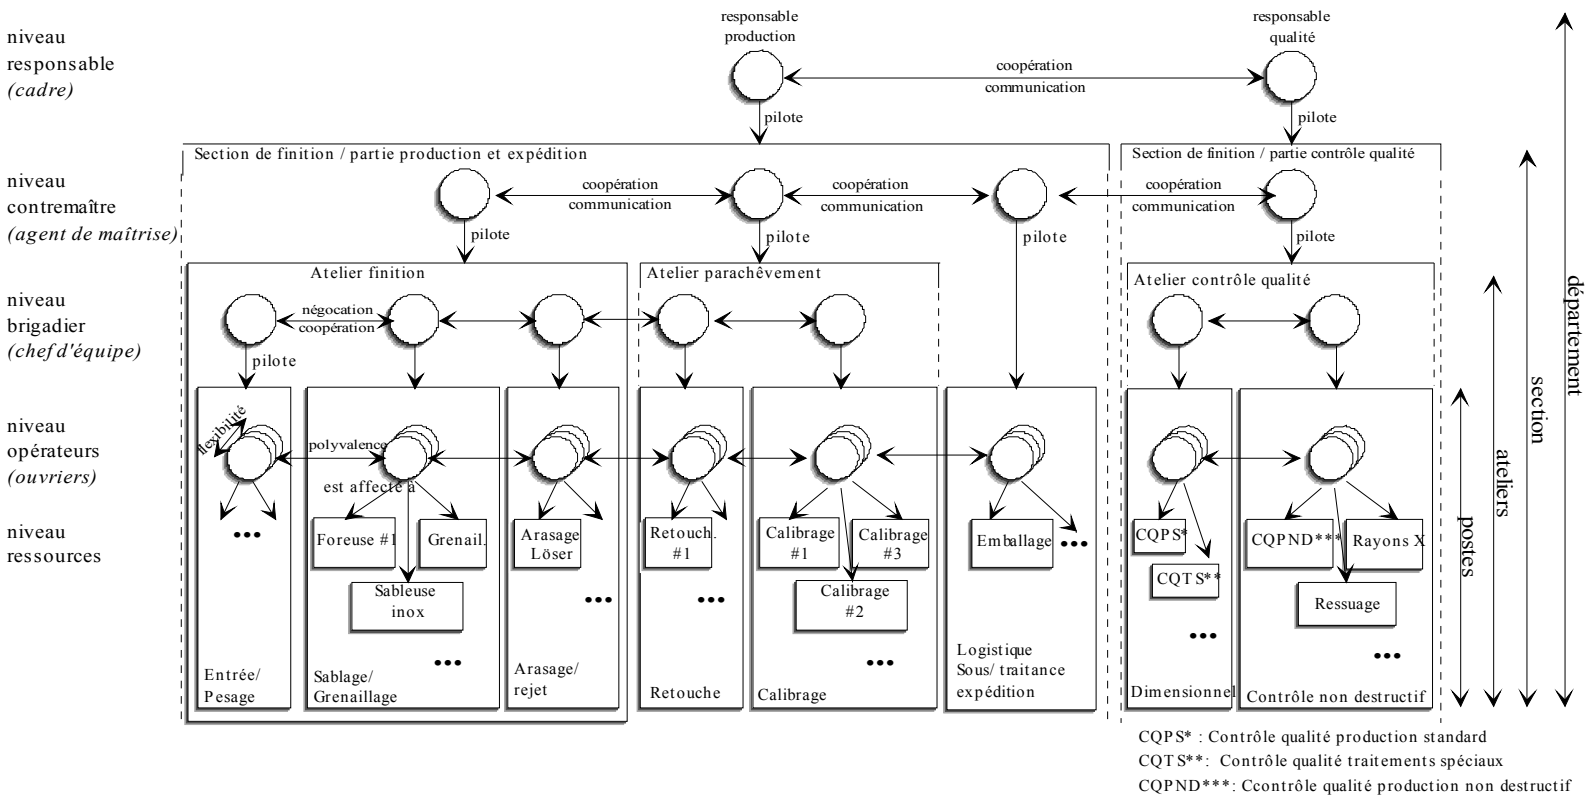 responsable
production
responsable
qualité
niveau
responsable
(cadre)
coopération
communication
pilote
pilote
Section de finition / partie production et expédition
Section de finition / partie contrôle qualité
niveau
contremaître
(agent de maîtrise)
coopération
communication
coopération
communication
coopération
communication
pilote
pilote
pilote
pilote
Atelier finition
Atelier parachêvement
Atelier contrôle qualité
niveau
brigadier
(chef d'équipe)
négocation
coopération
pilote
niveau
opérateurs
(ouvriers)
flexibilité
polyvalence
est affecté à
niveau
ressources
•••
Foreuse #1
Grenail.
Sableuse
inox
•••
Arasage
Löser
•••
Retouch.
#1
•••
Calibrage
#1
Calibrage
#3
Calibrage
#2
•••
Emballage
•••
CQPS*
CQTS**
•••
CQPND***
Rayons X
Ressuage
•••
Entrée/
Pesage
Sablage/
Grenaillage
Arasage/
rejet
Retouche
Calibrage
Logistique
Sous/traitance
expédition
Dimensionnel
Contrôle non destructif
postes
ateliers
section
département
CQPS* : Contrôle qualité production standard
CQTS**: Contrôle qualité traitements spéciaux
CQPND***: Ccontrôle qualité production non destructif